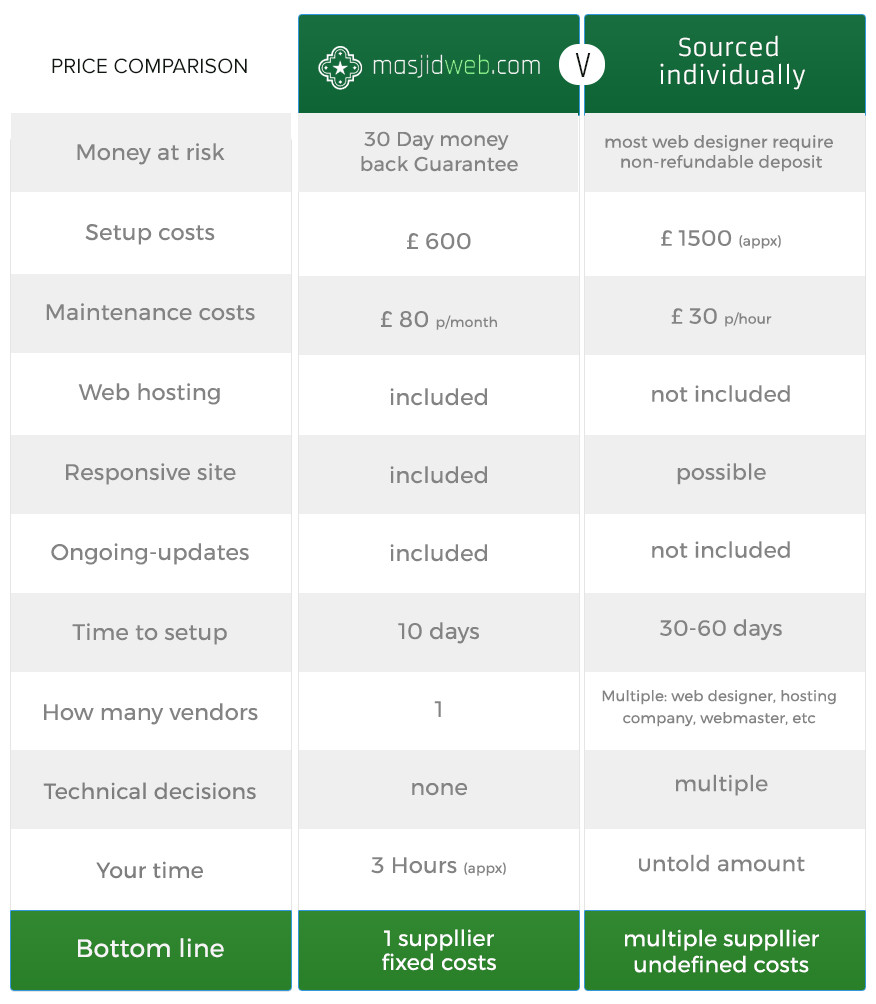 PRICE COMPARISON
masjidweb.com
V
Sourced
individually
Money at risk
30 Day money
back Guarantee
most web designer require
non-refundable deposit
Setup costs
£ 600
£ 1500 (appx)
Maintenance costs
£ 80 p/month
£ 30 p/hour
Web hosting
included
not included
Responsive site
included
possible
Ongoing-updates
included
not included
Time to setup
10 days
30-60 days
How many vendors
1
Multiple: web designer, hosting
company, webmaster, etc
Technical decisions
none
multiple
Your time
3 Hours (appx)
untold amount
Bottom line
1 suppllier
fixed costs
multiple suppllier
undefined costs